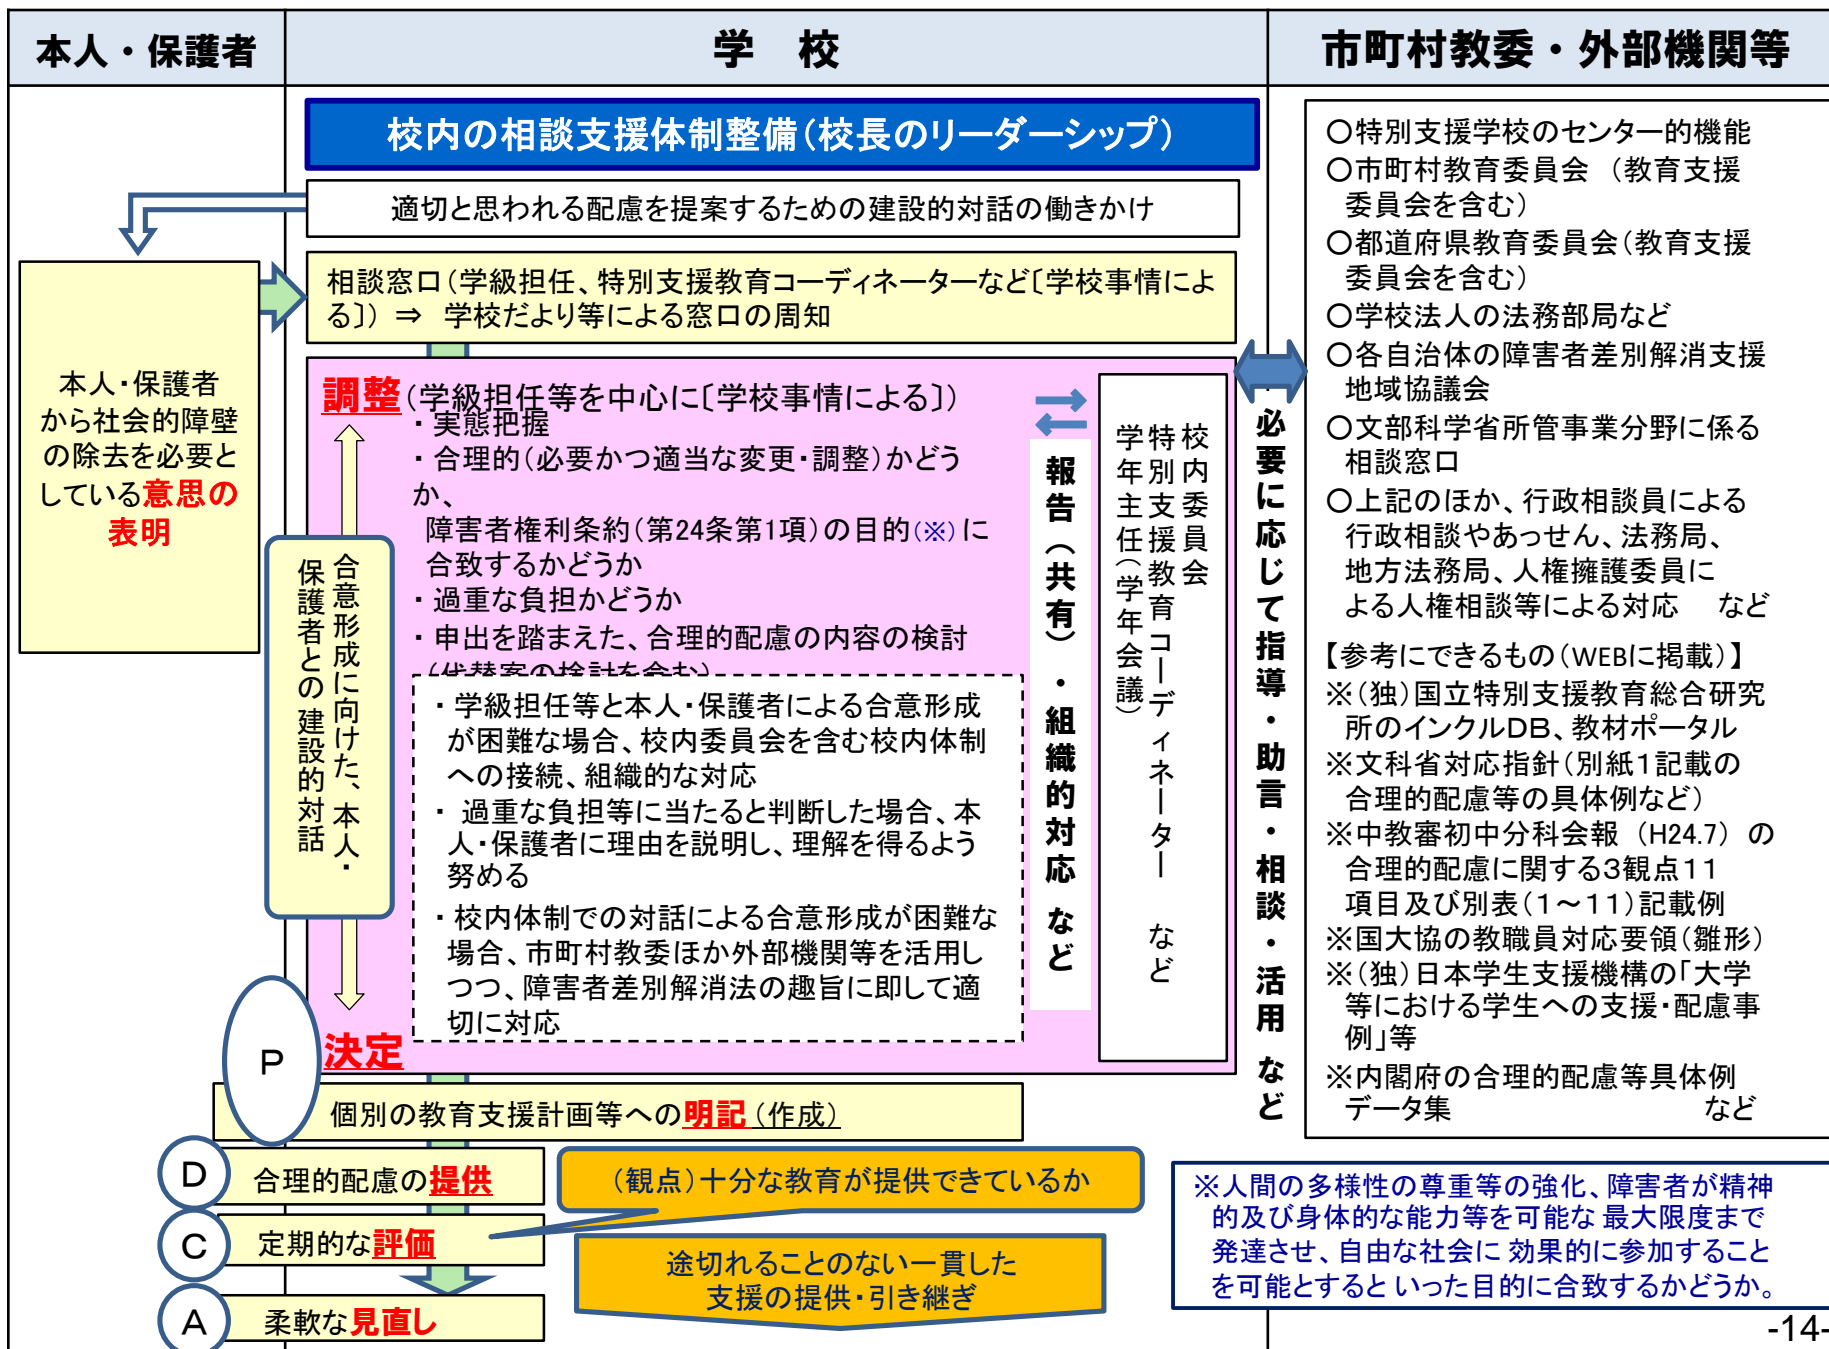 本人・保護者
学　校
市町村教委・外部機関等
校内の相談支援体制整備（校長のリーダーシップ）
適切と思われる配慮を提案するための建設的対話の働きかけ
本人・保護者
から社会的障壁
の除去を必要と
している意思の
表明
相談窓口（学級担任、特別支援教育コーディネーターなど〔学校事情によ
る〕） ⇒　学校だより等による窓口の周知
調整（学級担任等を中心に〔学校事情による〕）
・実態把握
・合理的（必要かつ適当な変更・調整）かどう
か、
障害者権利条約（第24条第1項）の目的（※）に
合致するかどうか
・過重な負担かどうか
・申出を踏まえた、合理的配慮の内容の検討
（代替案の検討を含む）
・学級担任等と本人・保護者による合意形成
が困難な場合、校内委員会を含む校内体制
への接続、組織的な対応
・ 過重な負担等に当たると判断した場合、本
人・保護者に理由を説明し、理解を得るよう
努める
・校内体制での対話による合意形成が困難な
場合、市町村教委ほか外部機関等を活用し
つつ、障害者差別解消法の趣旨に即して適
切に対応
決定
合意形成に向けた、本人・
保護者との建設的対話
報告（共有）・組織的対応 など
校内委員会
特別支援教育コーディネーター　など
学年主任（学年会議）
必要に応じて指導・助言・相談・活用 など
P
個別の教育支援計画等への明記（作成）
D
合理的配慮の提供
C
定期的な評価
A
柔軟な見直し
（観点）十分な教育が提供できているか
途切れることのない一貫した
支援の提供・引き継ぎ
○特別支援学校のセンター的機能
○市町村教育委員会 （教育支援
委員会を含む）
○都道府県教育委員会（教育支援
委員会を含む）
○学校法人の法務部局など
○各自治体の障害者差別解消支援
地域協議会
○文部科学省所管事業分野に係る
相談窓口
○上記のほか、行政相談員による
行政相談やあっせん、法務局、
地方法務局、人権擁護委員に
よる人権相談等による対応　など
【参考にできるもの（WEBに掲載）】
※（独）国立特別支援教育総合研究
所のインクルＤＢ、教材ポータル
※文科省対応指針（別紙１記載の
合理的配慮等の具体例など）
※中教審初中分科会報 （H24.7） の
合理的配慮に関する３観点１１
項目及び別表（１～１１）記載例
※国大協の教職員対応要領（雛形）
※（独）日本学生支援機構の「大学
等における学生への支援・配慮事
例」等
※内閣府の合理的配慮等具体例
データ集　　　など
※人間の多様性の尊重等の強化、障害者が精神
的及び身体的な能力等を可能な 最大限度まで
発達させ、自由な社会に 効果的に参加すること
を可能とすると いった目的に合致するかどうか。
-14-